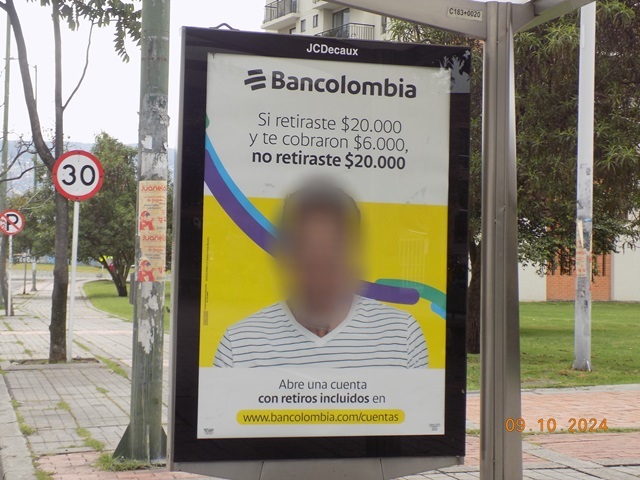 C183+0620
JCDecaux
Bancolombia
Si retiraste $20.000
y te cobraron $6.000,
no retiraste $20.000
30
R
Abre una cuenta
con retiros incluidos en
www.bancolombia.com/cuentas
09.10.2024